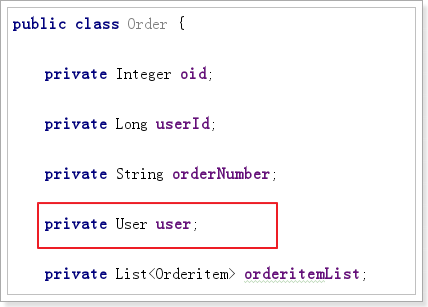 public class Order {
private Integer oid;
private Long userId;
private String orderNumber;
private User user;
private List<Orderitem> orderitemList;